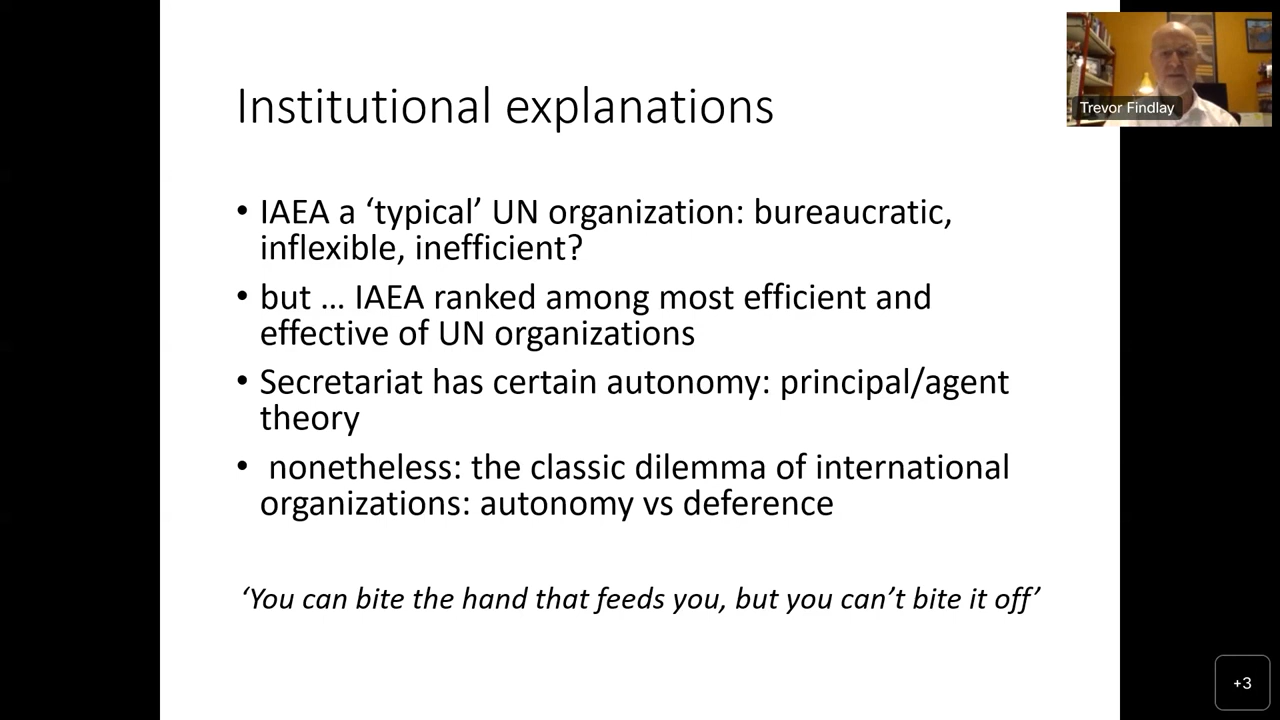 Institutional explanations
Trevor Findlay
• IAEA a ‘typical’ UN organization: bureaucratic,
inflexible, inefficient?
• but … IAEA ranked among most efficient and
effective of UN organizations
• Secretariat has certain autonomy: principal/agent
theory
• nonetheless: the classic dilemma of international
organizations: autonomy vs deference
‘You can bite the hand that feeds you, but you can’t bite it off’
+3